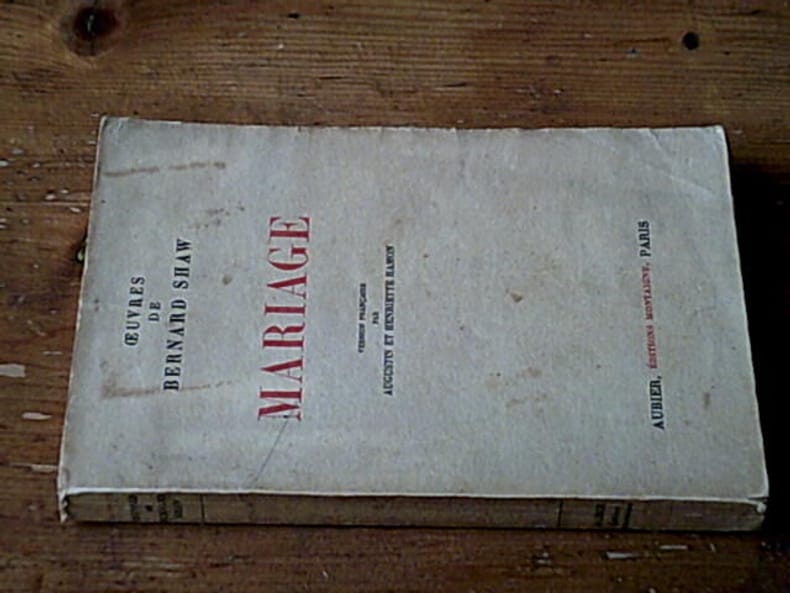 ŒUVRES
DE
BERNARD SHAW
MARIAGE
VERSION FRANÇAISE
PAR
AUGUSTIN ET HENRIETTE HAMON
AUBIER, ÉDITIONS MONTAIGNE, PARIS